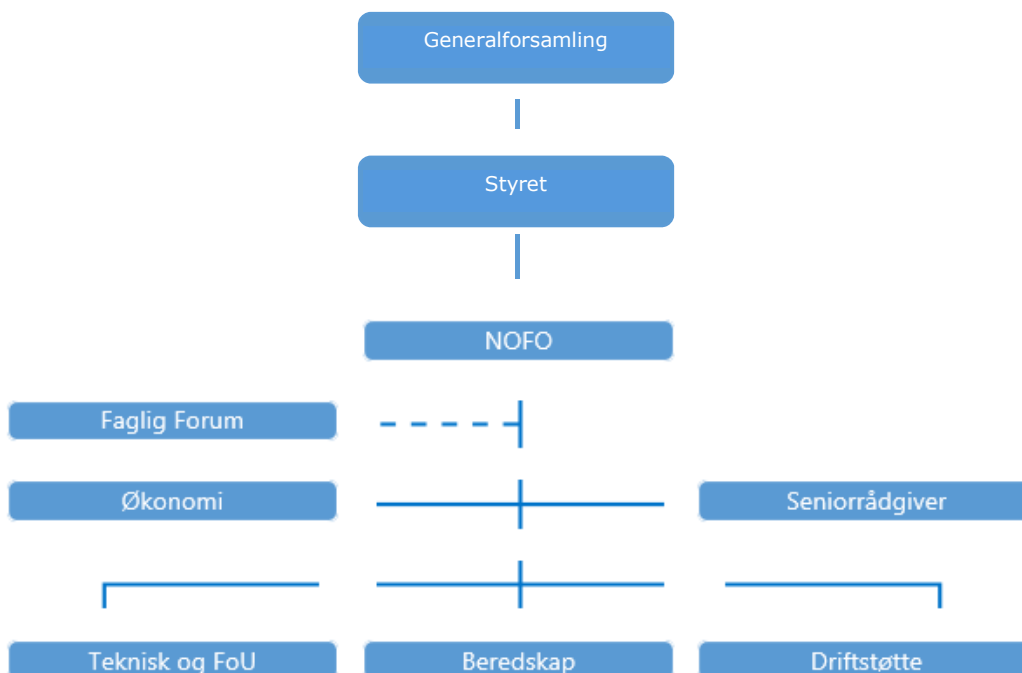 Generalforsamling
Styret
NOFO
Faglig Forum
Økonomi
Seniorrådgiver
Teknisk og FoU
Beredskap
Driftstøtte